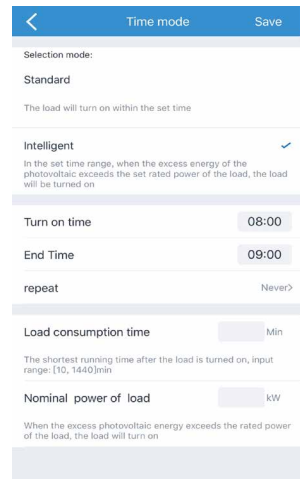 Time mode
Save
Selection mode:
Standard
The load will turn on within the set time
Intelligent
In the set time range, when the excess energy of the
photovoltaic exceeds the set rated power of the load, the load
will be turned on
Turn on time
08:00
End Time
09:00
repeat
Never>
Load consumption time
Min
The shortest running time after the load is turned on, input
range: [10, 1440]min
Nominal power of load
kW
When the excess photovoltaic energy exceeds the rated power
of the load, the load will turn on